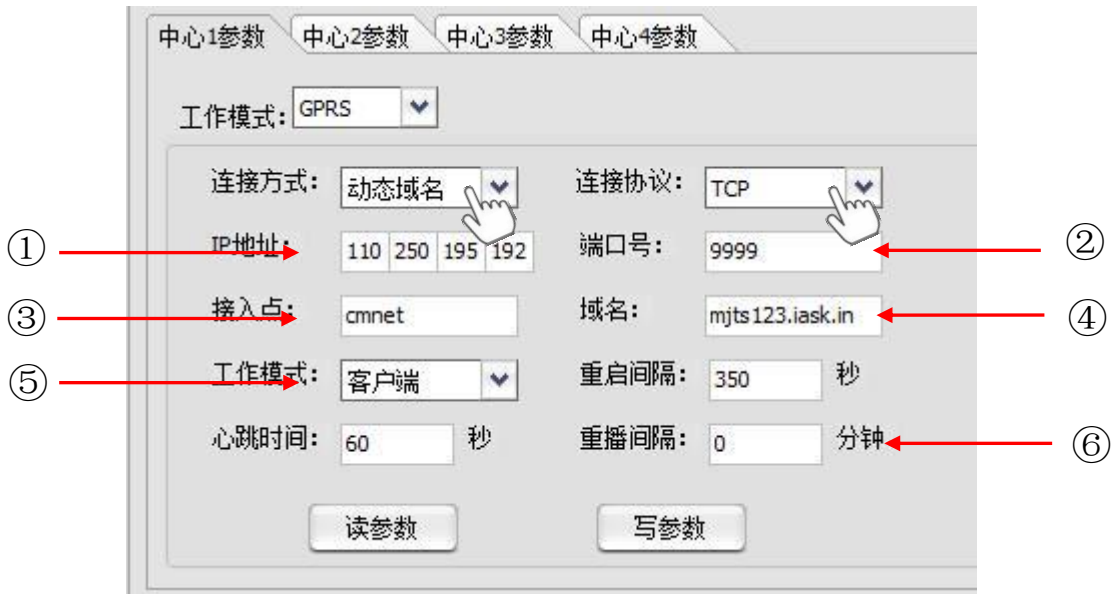 中心1参数 中心2参数 中心3参数 中心4参数
工作模式: GPRS
连接方式: 动态域名 连接协议: TCP
① IP地址: 110 250 195 192 端口号: 9999 ②
③ 接入点: cmnet 域名: mjts123.iask.in ④
⑤ 工作模式: 客户端 重启间隔: 350 秒
心跳时间: 60 秒 重播间隔: 0 分钟 ⑥
读参数 写参数